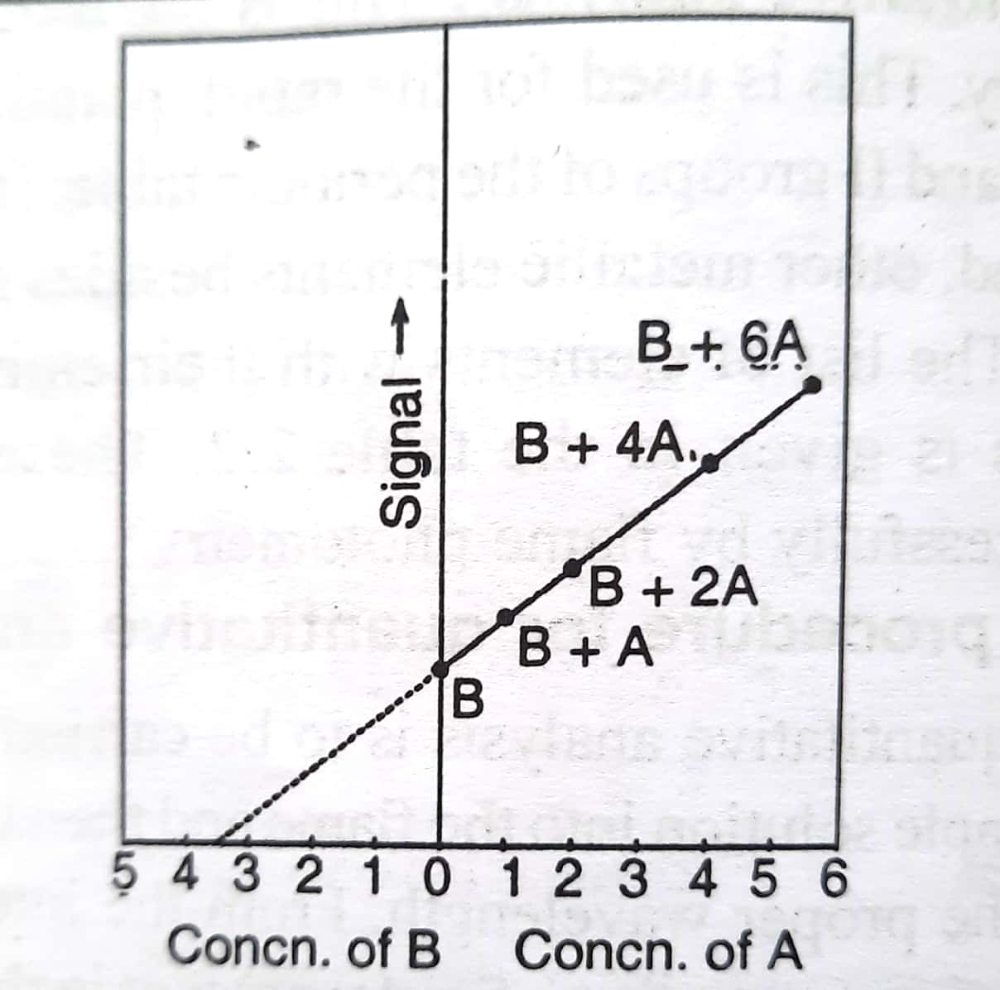 Signal →
B + 6A
B + 4A
B + 2A
B + A
B
5 4 3 2 1 0 1 2 3 4 5 6
Concn. of B Concn. of A